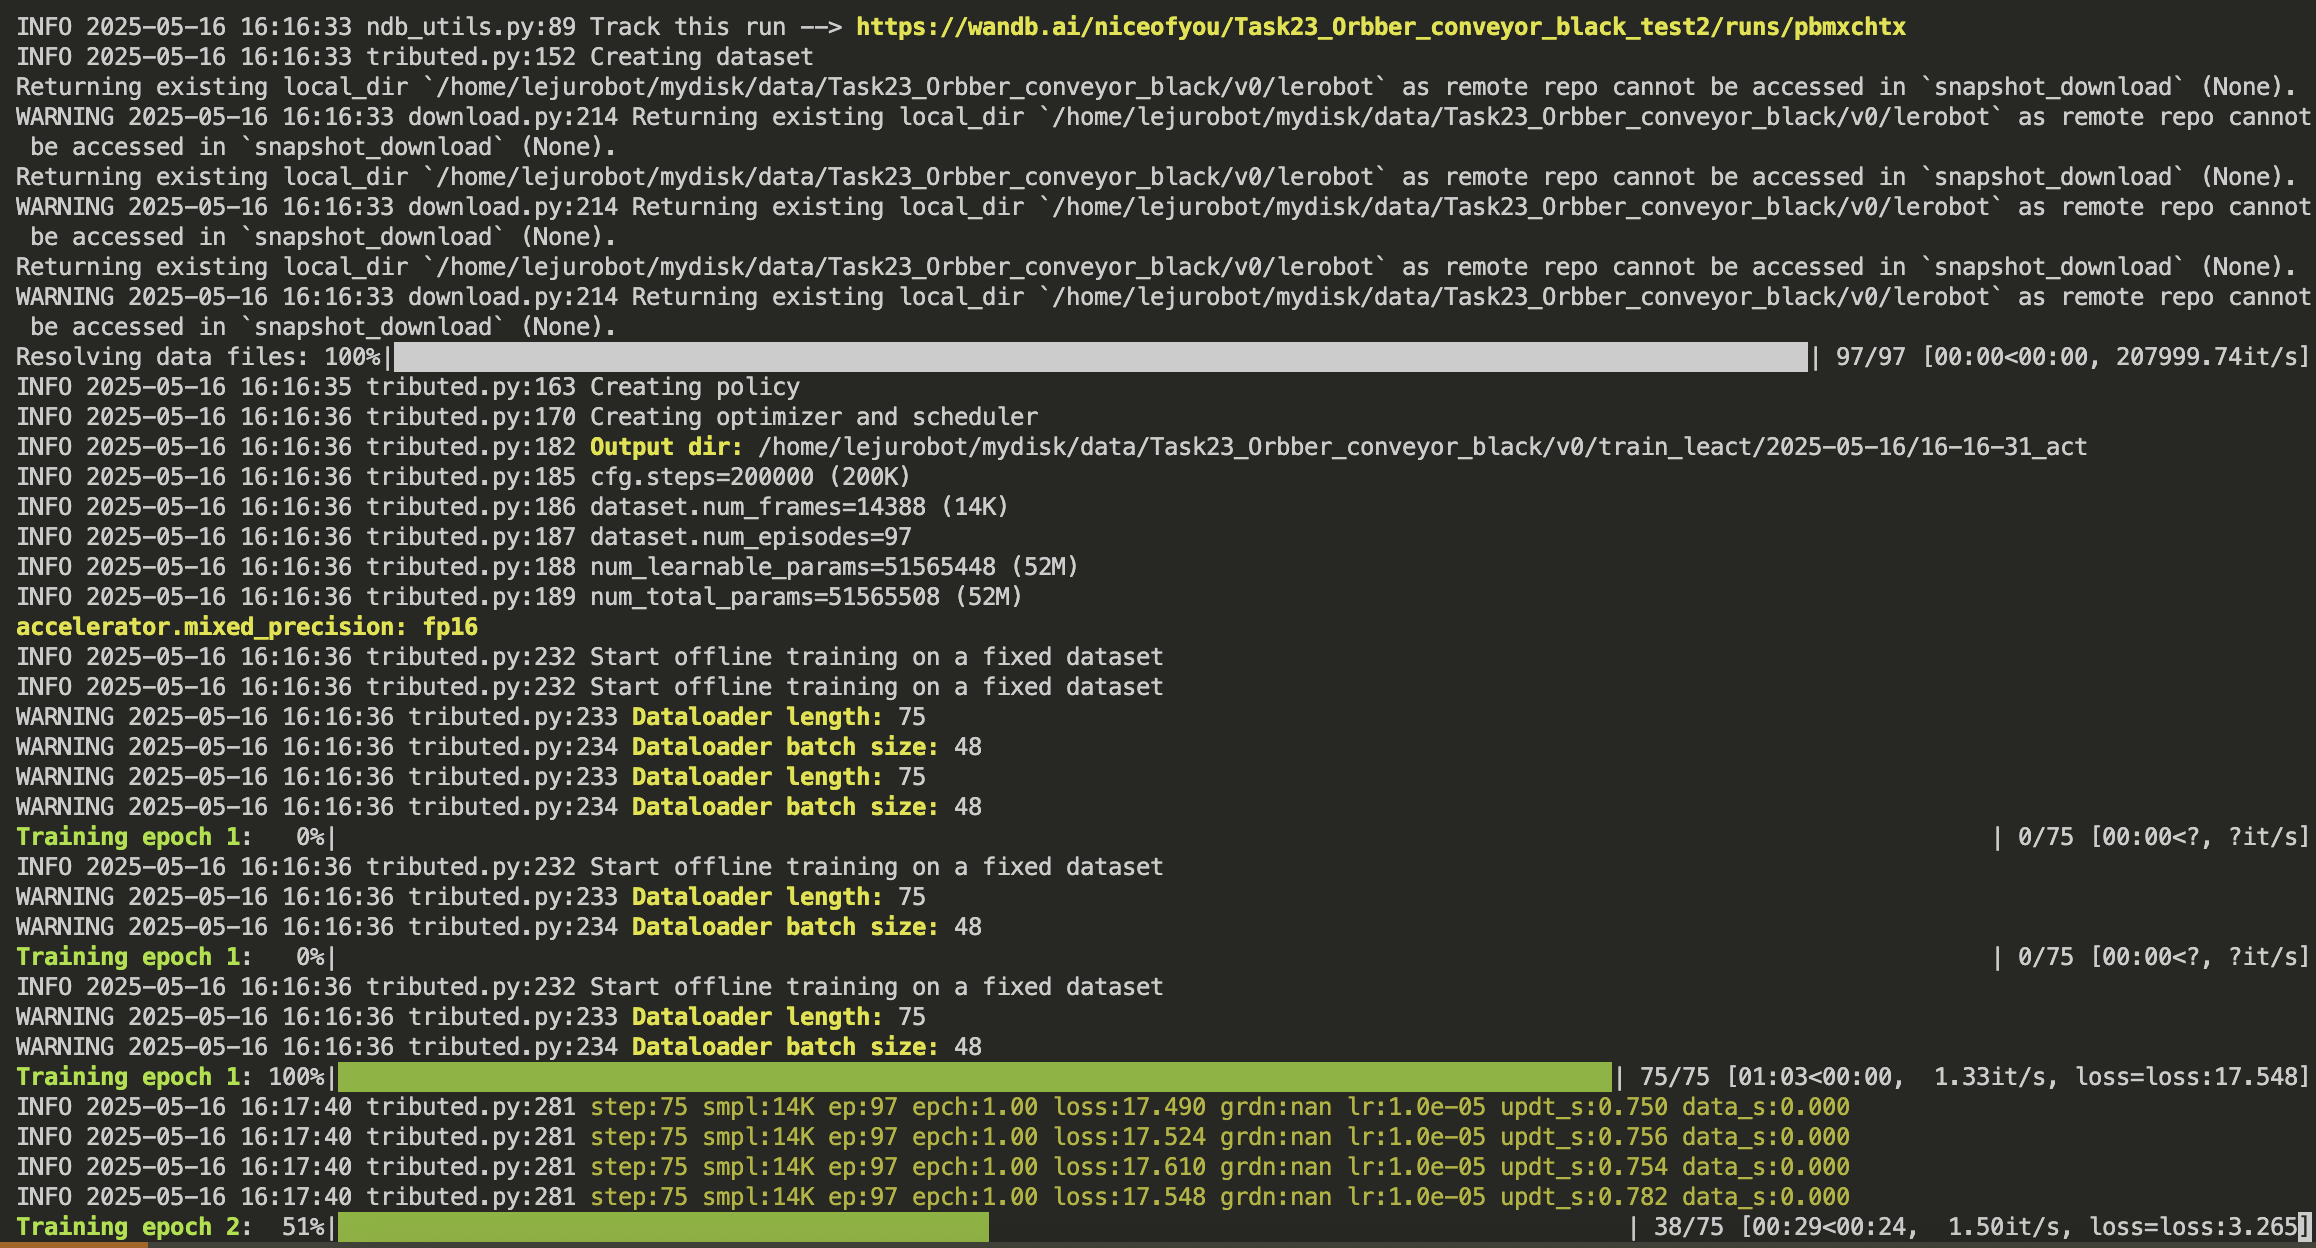 INFO 2025-05-16 16:16:33 ndb_utils.py:89 Track this run --> https://wandb.ai/niceofyou/Task23_Orbber_conveyor_black_test2/runs/pbmxchtx
INFO 2025-05-16 16:16:33 tributed.py:152 Creating dataset
Returning existing local_dir `/home/lejurobot/mydisk/data/Task23_Orbber_conveyor_black/v0/lerobot` as remote repo cannot be accessed in `snapshot_download` (None).
WARNING 2025-05-16 16:16:33 download.py:214 Returning existing local_dir `/home/lejurobot/mydisk/data/Task23_Orbber_conveyor_black/v0/lerobot` as remote repo cannot
be accessed in `snapshot_download` (None).
Returning existing local_dir `/home/lejurobot/mydisk/data/Task23_Orbber_conveyor_black/v0/lerobot` as remote repo cannot be accessed in `snapshot_download` (None).
WARNING 2025-05-16 16:16:33 download.py:214 Returning existing local_dir `/home/lejurobot/mydisk/data/Task23_Orbber_conveyor_black/v0/lerobot` as remote repo cannot
be accessed in `snapshot_download` (None).
Returning existing local_dir `/home/lejurobot/mydisk/data/Task23_Orbber_conveyor_black/v0/lerobot` as remote repo cannot be accessed in `snapshot_download` (None).
WARNING 2025-05-16 16:16:33 download.py:214 Returning existing local_dir `/home/lejurobot/mydisk/data/Task23_Orbber_conveyor_black/v0/lerobot` as remote repo cannot
be accessed in `snapshot_download` (None).
Resolving data files: 100%| | 97/97 [00:00<00:00, 207999.74it/s]
INFO 2025-05-16 16:16:35 tributed.py:163 Creating policy
INFO 2025-05-16 16:16:36 tributed.py:170 Creating optimizer and scheduler
INFO 2025-05-16 16:16:36 tributed.py:182 Output dir: /home/lejurobot/mydisk/data/Task23_Orbber_conveyor_black/v0/train_leact/2025-05-16/16-16-31_act
INFO 2025-05-16 16:16:36 tributed.py:185 cfg.steps=200000 (200K)
INFO 2025-05-16 16:16:36 tributed.py:186 dataset.num_frames=14388 (14K)
INFO 2025-05-16 16:16:36 tributed.py:187 dataset.num_episodes=97
INFO 2025-05-16 16:16:36 tributed.py:188 num_learnable_params=51565448 (52M)
INFO 2025-05-16 16:16:36 tributed.py:189 num_total_params=51565508 (52M)
accelerator.mixed_precision: fp16
INFO 2025-05-16 16:16:36 tributed.py:232 Start offline training on a fixed dataset
INFO 2025-05-16 16:16:36 tributed.py:232 Start offline training on a fixed dataset
WARNING 2025-05-16 16:16:36 tributed.py:233 Dataloader length: 75
WARNING 2025-05-16 16:16:36 tributed.py:234 Dataloader batch size: 48
WARNING 2025-05-16 16:16:36 tributed.py:233 Dataloader length: 75
WARNING 2025-05-16 16:16:36 tributed.py:234 Dataloader batch size: 48
Training epoch 1: 0%| | 0/75 [00:00<?, ?it/s]
INFO 2025-05-16 16:16:36 tributed.py:232 Start offline training on a fixed dataset
WARNING 2025-05-16 16:16:36 tributed.py:233 Dataloader length: 75
WARNING 2025-05-16 16:16:36 tributed.py:234 Dataloader batch size: 48
Training epoch 1: 0%| | 0/75 [00:00<?, ?it/s]
INFO 2025-05-16 16:16:36 tributed.py:232 Start offline training on a fixed dataset
WARNING 2025-05-16 16:16:36 tributed.py:233 Dataloader length: 75
WARNING 2025-05-16 16:16:36 tributed.py:234 Dataloader batch size: 48
Training epoch 1: 100%| | 75/75 [01:03<00:00, 1.33it/s, loss=loss:17.548]
INFO 2025-05-16 16:17:40 tributed.py:281 step:75 smpl:14K ep:97 epch:1.00 loss:17.490 grdn:nan lr:1.0e-05 updt_s:0.750 data_s:0.000
INFO 2025-05-16 16:17:40 tributed.py:281 step:75 smpl:14K ep:97 epch:1.00 loss:17.524 grdn:nan lr:1.0e-05 updt_s:0.756 data_s:0.000
INFO 2025-05-16 16:17:40 tributed.py:281 step:75 smpl:14K ep:97 epch:1.00 loss:17.610 grdn:nan lr:1.0e-05 updt_s:0.754 data_s:0.000
INFO 2025-05-16 16:17:40 tributed.py:281 step:75 smpl:14K ep:97 epch:1.00 loss:17.548 grdn:nan lr:1.0e-05 updt_s:0.782 data_s:0.000
Training epoch 2: 51%| | 38/75 [00:29<00:24, 1.50it/s, loss=loss:3.265]